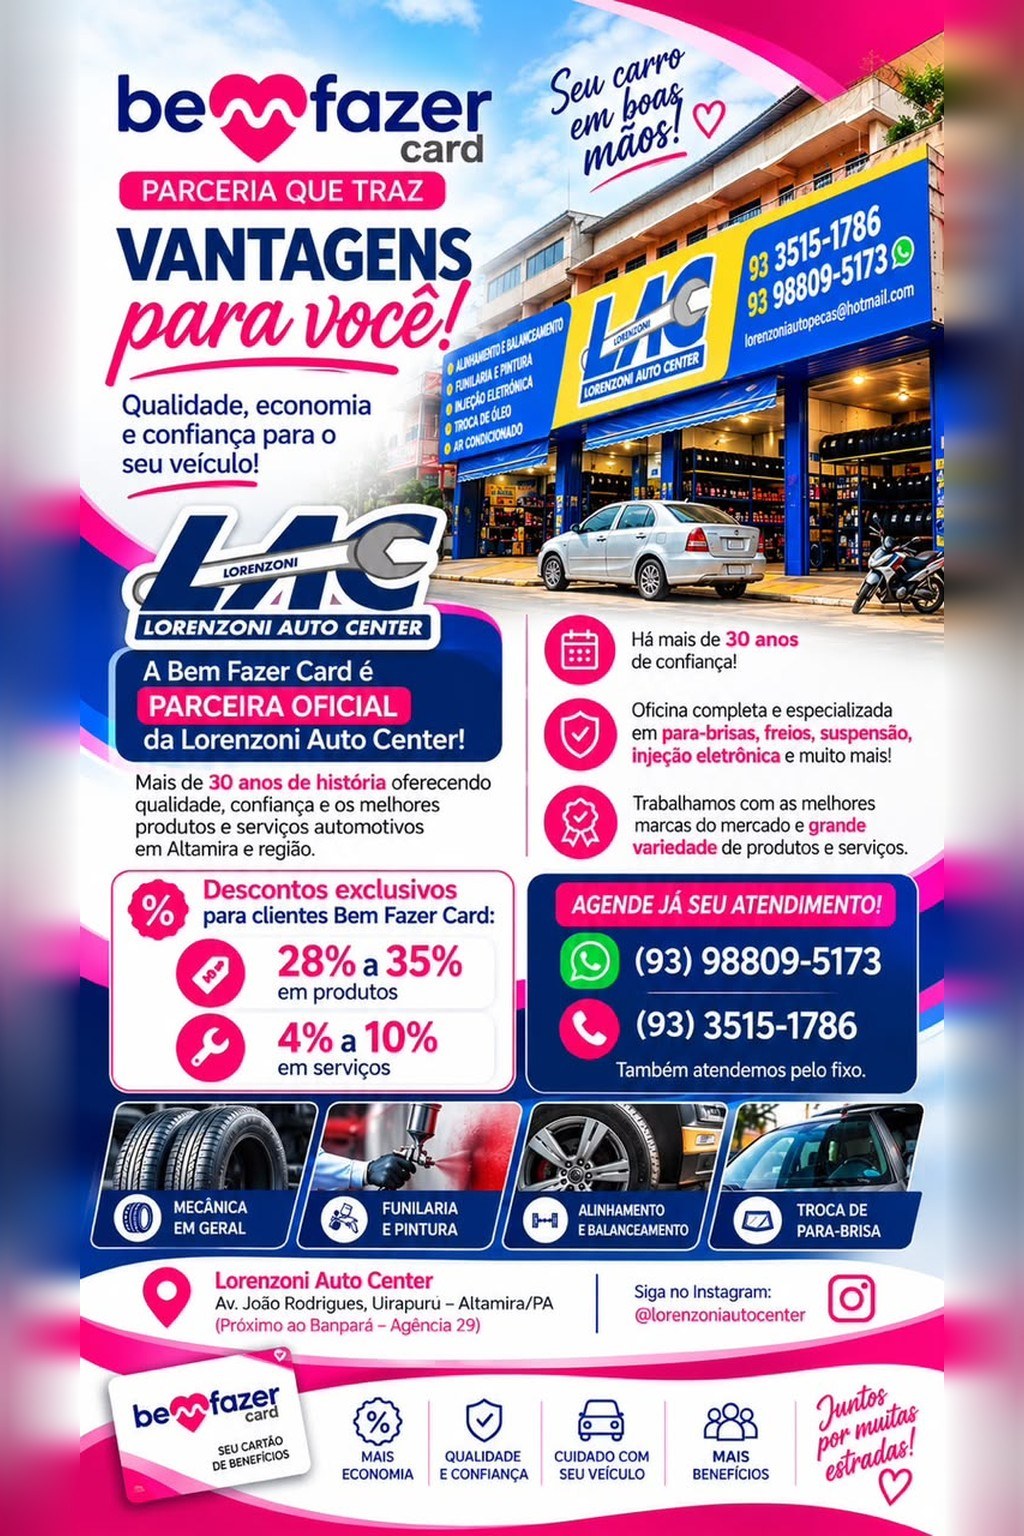 bem fazer
card
PARCERIA QUE TRAZ
VANTAGENS
para você!
Qualidade, economia
e confiança para o
seu veículo!
Seu carro
em boas
mãos!
ALINHAMENTO E BALANCEAMENTO
FUNILARIA E PINTURA
INJEÇÃO ELETRÔNICA
TROCA DE ÓLEO
AR CONDICIONADO
LAC
LORENZONI
LORENZONI AUTO CENTER
93 3515-1786
93 98809-5173
lorenzoniautopecas@hotmail.com
LAC
LORENZONI
LORENZONI AUTO CENTER
A Bem Fazer Card é
PARCEIRA OFICIAL
da Lorenzoni Auto Center!
Mais de 30 anos de história oferecendo
qualidade, confiança e os melhores
produtos e serviços automotivos
em Altamira e região.
Há mais de 30 anos
de confiança!
Oficina completa e especializada
em para-brisas, freios, suspensão,
injeção eletrônica e muito mais!
Trabalhamos com as melhores
marcas do mercado e grande
variedade de produtos e serviços.
Descontos exclusivos
para clientes Bem Fazer Card:
28% a 35%
em produtos
4% a 10%
em serviços
AGENDE JÁ SEU ATENDIMENTO!
(93) 98809-5173
(93) 3515-1786
Também atendemos pelo fixo.
MECÂNICA
EM GERAL
FUNILARIA
E PINTURA
ALINHAMENTO
E BALANCEAMENTO
TROCA DE
PARA-BRISA
Lorenzoni Auto Center
Av. João Rodrigues, Uirapuru – Altamira/PA
(Próximo ao Banpará – Agência 29)
Siga no Instagram:
@lorenzoniautocenter
bem fazer
card
SEU CARTÃO
DE BENEFÍCIOS
MAIS
ECONOMIA
QUALIDADE
E CONFIANÇA
CUIDADO COM
SEU VEÍCULO
MAIS
BENEFÍCIOS
Juntos
por muitas
estradas!